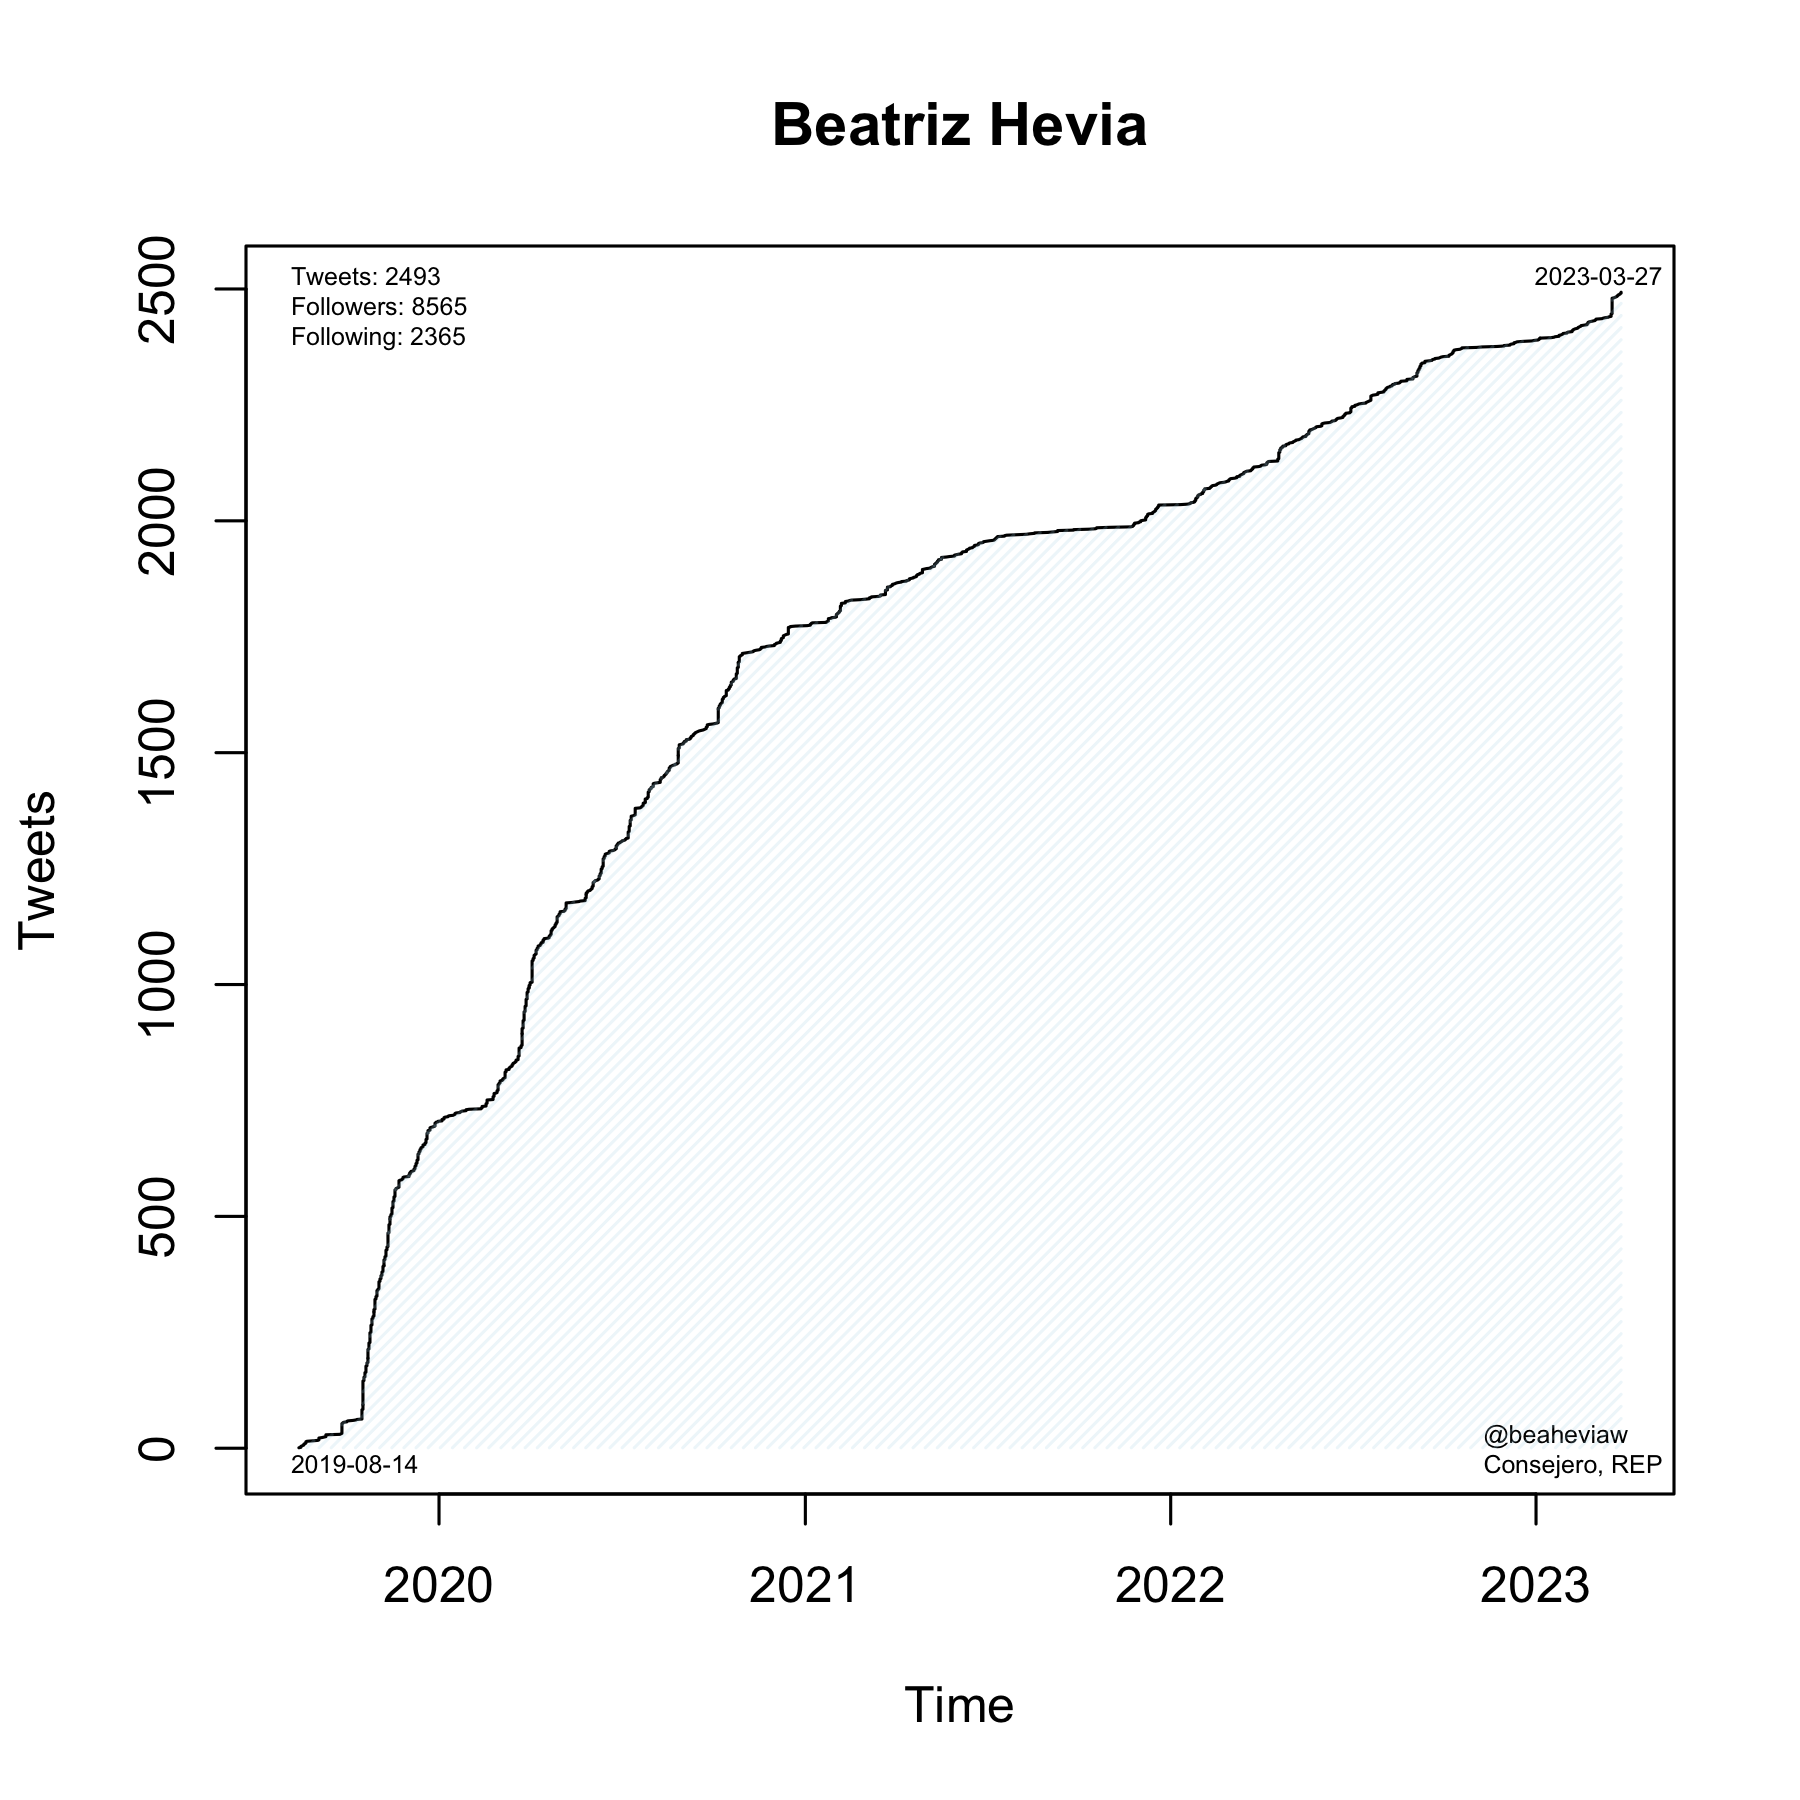 Beatriz Hevia
Tweets: 2493
Followers: 8565
Following: 2365
2023-03-27
2500
2000
1500
1000
500
0
Tweets
2019-08-14
@beaheviaw
Consejero, REP
2020
2021
2022
2023
Time